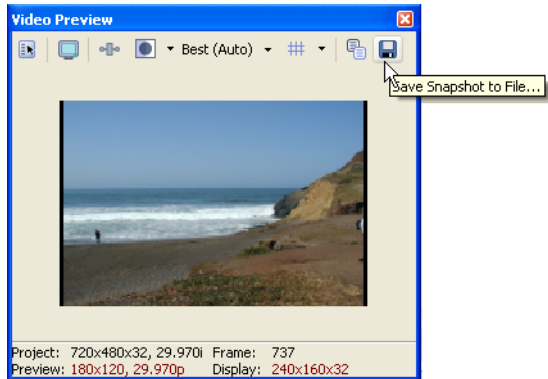 Video Preview
Best (Auto)
Save Snapshot to File...
Project: 720x480x32, 29.970i Frame: 737
Preview: 180x120, 29.970p Display: 240x160x32